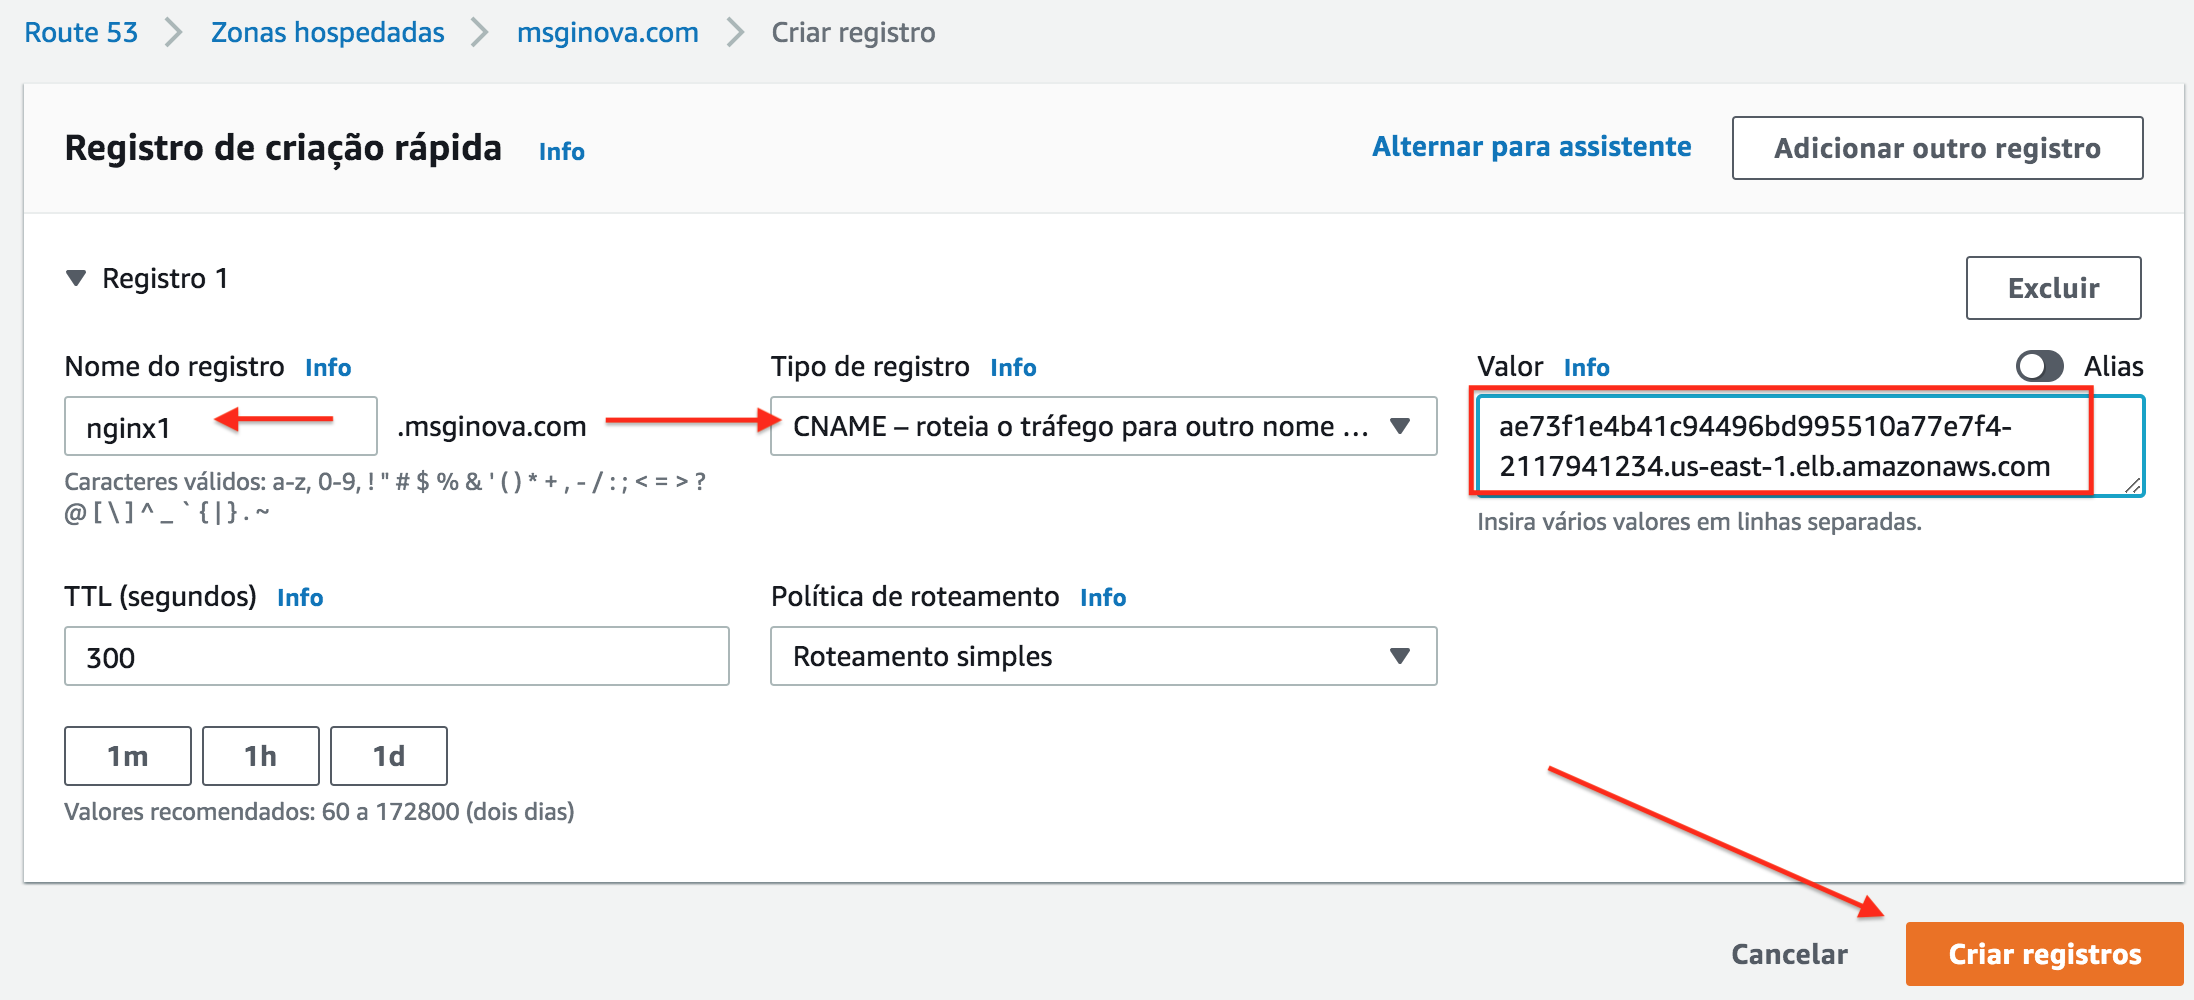 Route 53 > Zonas hospedadas > msginova.com > Criar registro
Registro de criação rápida Info
Alternar para assistente
Adicionar outro registro
Registro 1
Excluir
Nome do registro Info
nginx1
.msginova.com
Caracteres válidos: a-z, 0-9, ! " # $ % & ' ( ) * + , - / : ; < = > ?
@ [ \ ] ^ _ ` { | } . ~
Tipo de registro Info
CNAME – roteia o tráfego para outro nome ...
Valor Info
Alias
ae73f1e4b41c94496bd995510a77e7f4-
2117941234.us-east-1.elb.amazonaws.com
Insira vários valores em linhas separadas.
TTL (segundos) Info
300
1m 1h 1d
Valores recomendados: 60 a 172800 (dois dias)
Política de roteamento Info
Roteamento simples
Cancelar
Criar registros